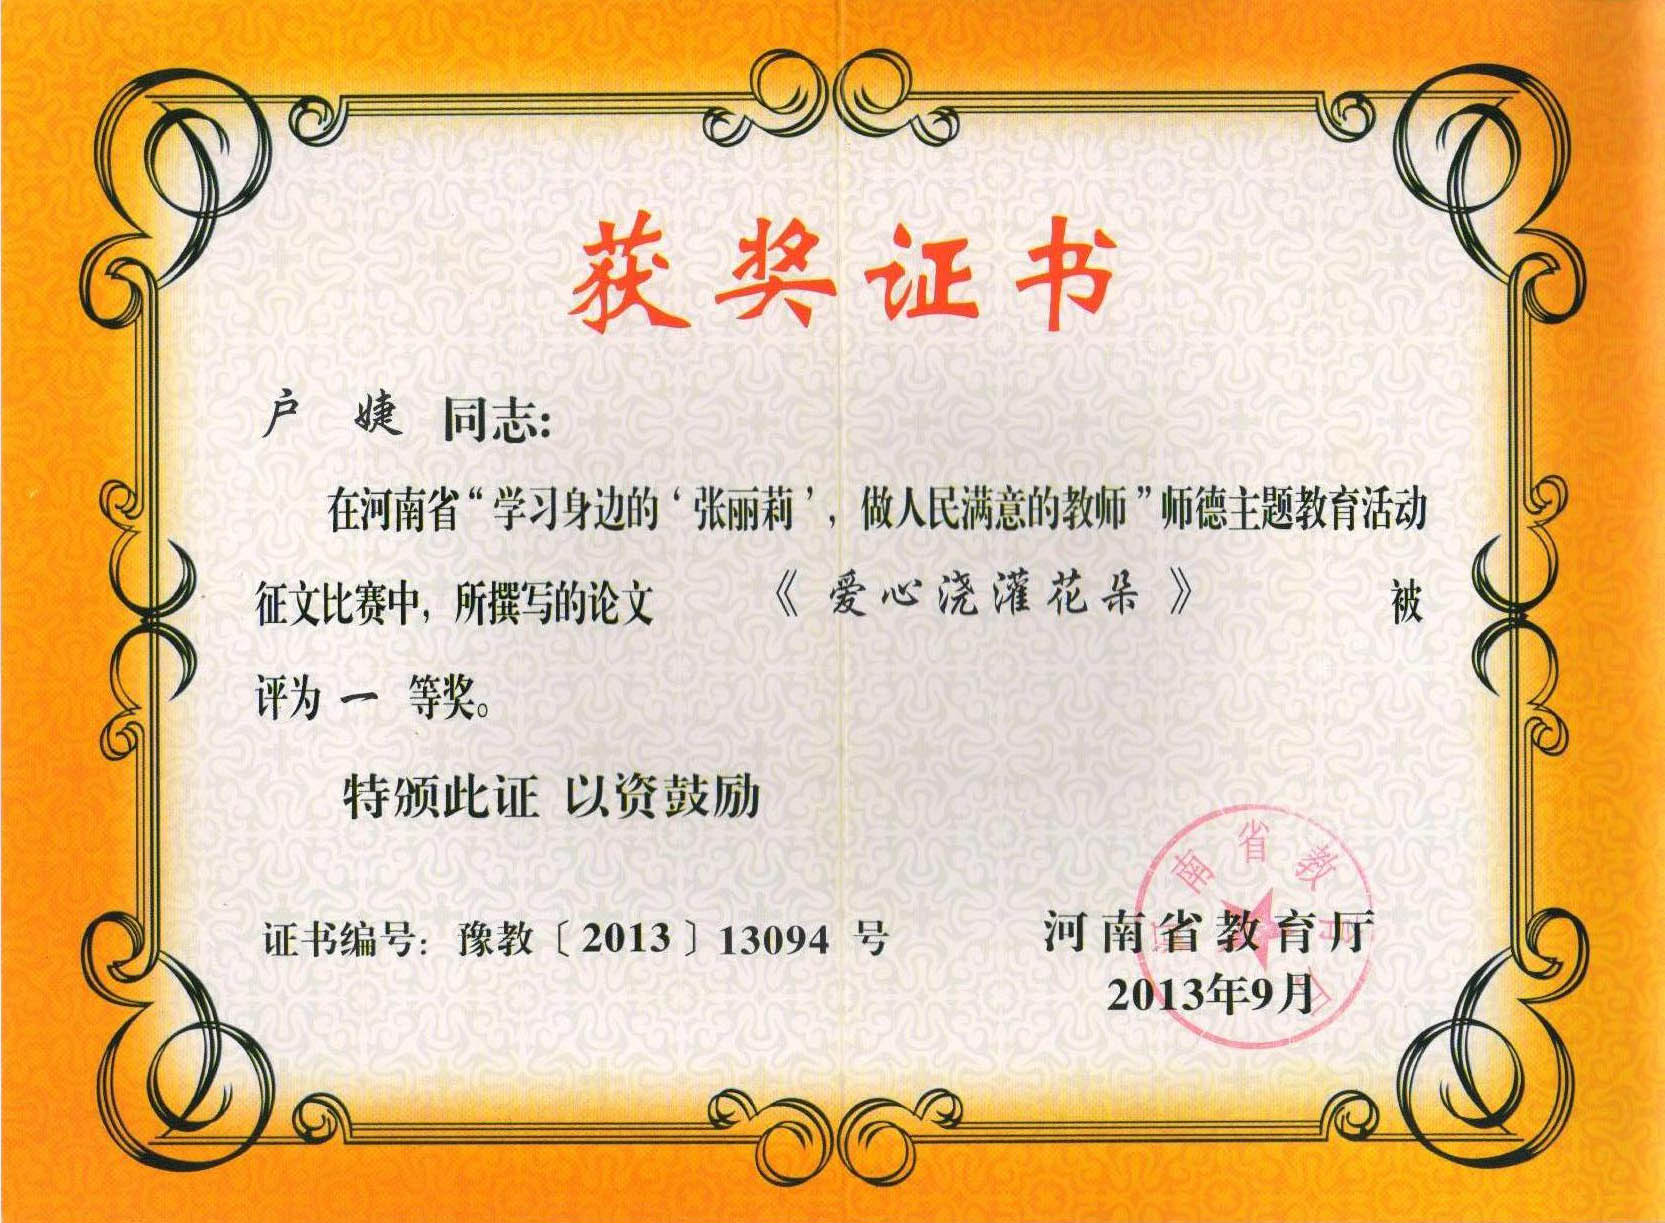 获奖证书
户 婕 同志:
在河南省“学习身边的‘张丽莉’，做人民满意的教师”师德主题教育活动
征文比赛中，所撰写的论文 《爱心浇灌花朵》 被
评为 一 等奖。
特颁此证 以资鼓励
证书编号：豫教〔2013〕13094 号
河南省教育厅
2013年9月
南省教